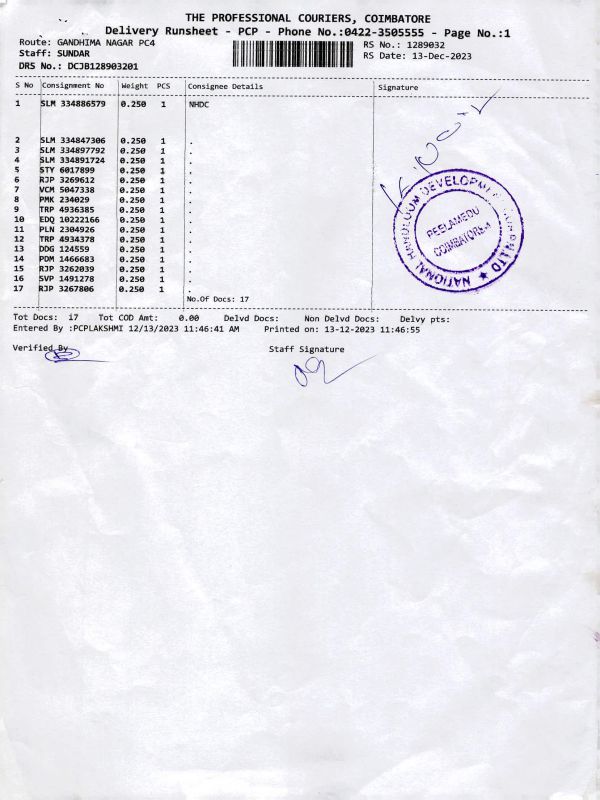 THE PROFESSIONAL COURIERS, COIMBATORE
Delivery Runsheet - PCP - Phone No.:0422-3505555 - Page No.:1
Route: GANDHIMA NAGAR PC4
RS No.: 1289032
Staff: SUNDAR
RS Date: 13-Dec-2023
DRS No.: DCJB128903201
S No Consignment No Weight PCS Consignee Details Signature
1 SLM 334886579 0.250 1 NHDC
2 SLM 334847306 0.250 1 .
3 SLM 334897792 0.250 1 .
4 SLM 334891724 0.250 1 .
5 STY 6017899 0.250 1 .
6 RJP 3269612 0.250 1 .
7 VCM 5047338 0.250 1 .
8 PMK 234029 0.250 1 .
9 TRP 4936385 0.250 1 .
10 EDQ 10222166 0.250 1 .
11 PLN 2304926 0.250 1 .
12 TRP 4934378 0.250 1 .
13 DDG 124559 0.250 1 .
14 PDM 1466683 0.250 1 .
15 RJP 3262039 0.250 1 .
16 SVP 1491278 0.250 1 .
17 RJP 3267806 0.250 1 .
No.Of Docs: 17
NATIONAL HANDLOOM DEVELOPMENT LTD
PEELAMEDU
COIMBATORE-4
Tot Docs: 17 Tot COD Amt: 0.00 Delvd Docs: Non Delvd Docs: Delvy pts:
Entered By :PCPLAKSHMI 12/13/2023 11:46:41 AM Printed on: 13-12-2023 11:46:55
Verified By
Staff Signature